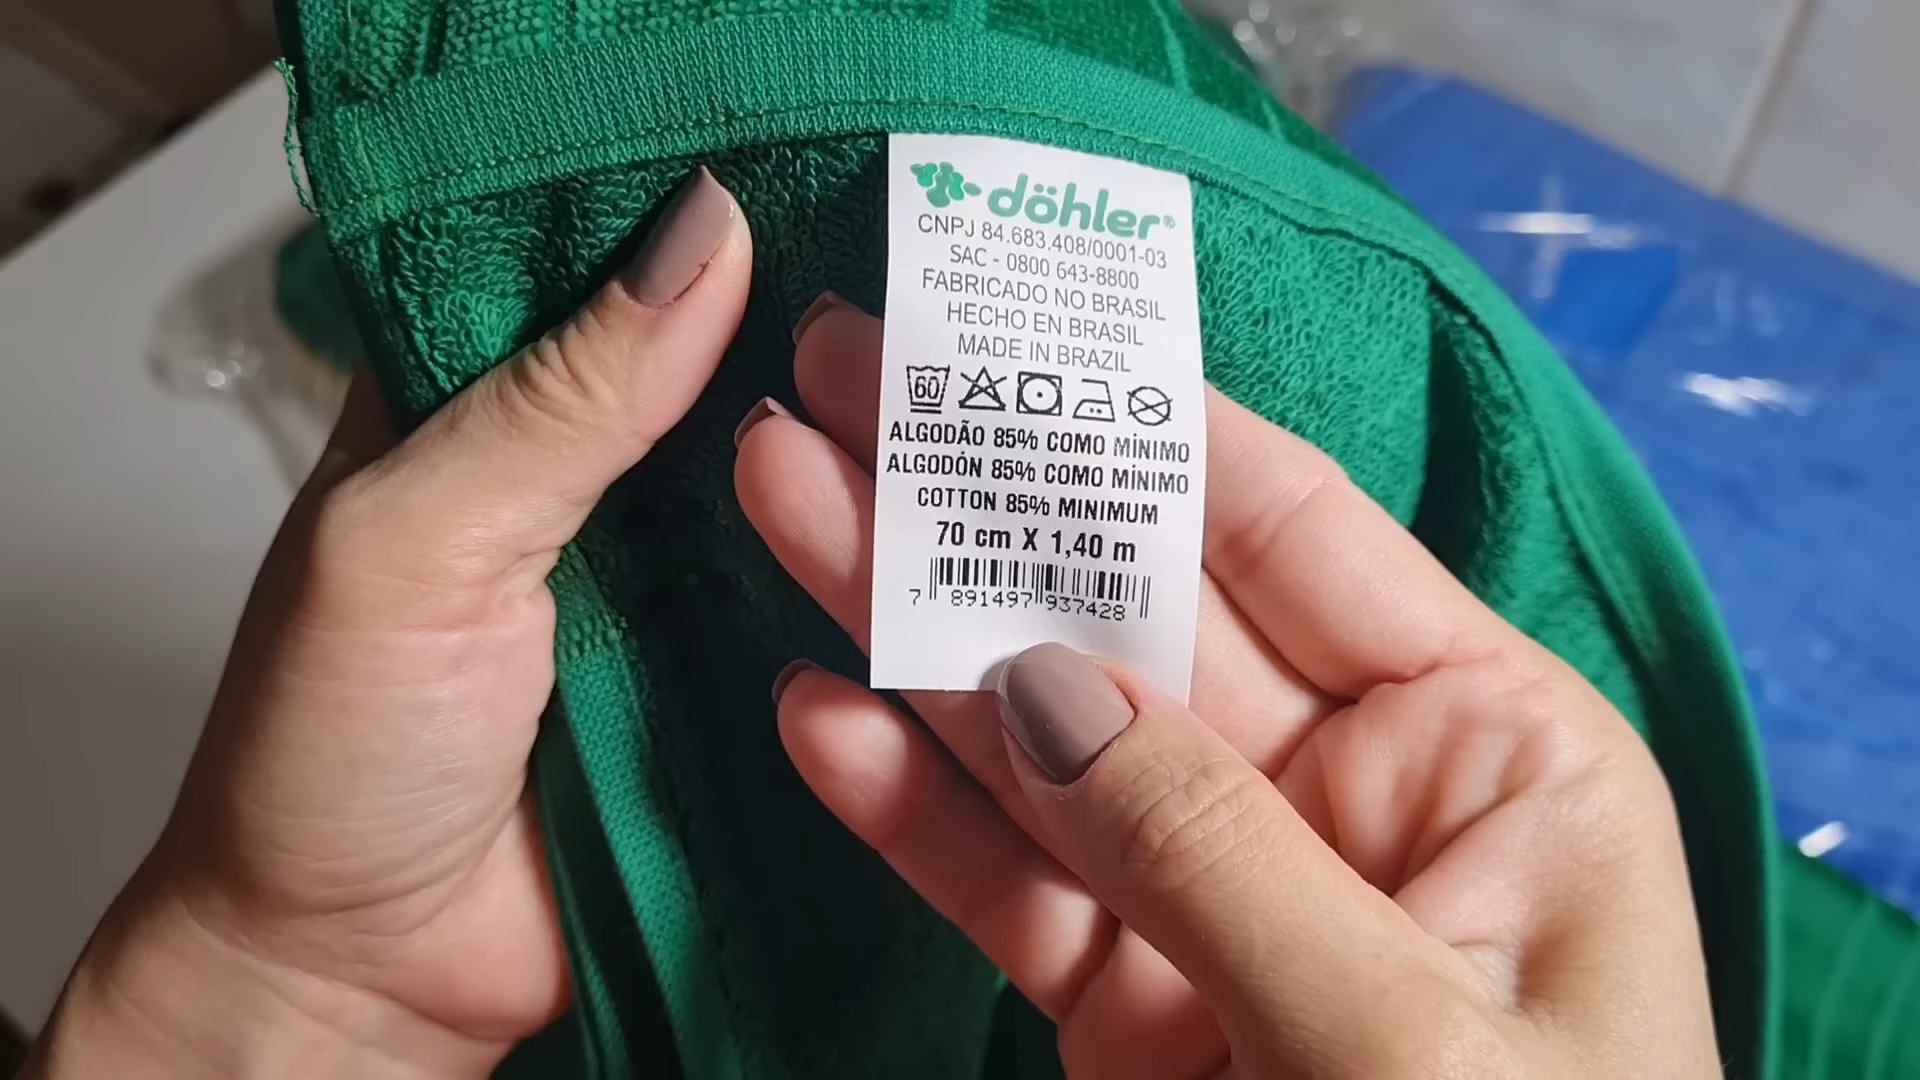 döhler®
CNPJ 84.683.408/0001-03
SAC - 0800 643-8800
FABRICADO NO BRASIL
HECHO EN BRASIL
MADE IN BRAZIL
60
ALGODÃO 85% COMO MÍNIMO
ALGODÓN 85% COMO MÍNIMO
COTTON 85% MINIMUM
70 cm X 1,40 m
7 891497 937428